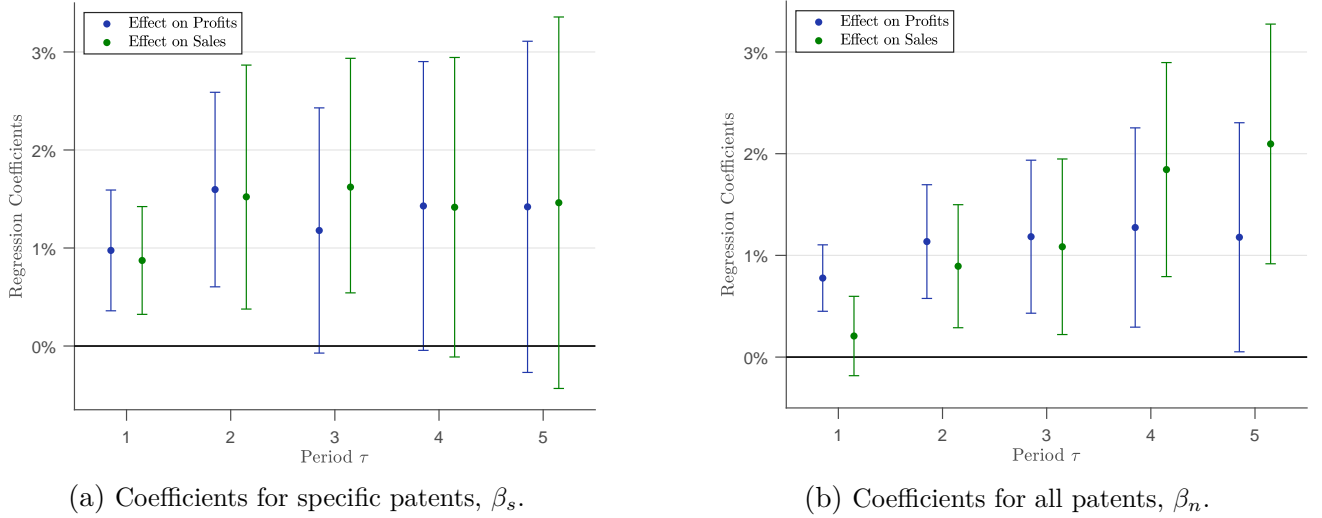 Effect on Profits
Effect on Sales
3%
2%
1%
0%
Regression Coefficients
1 2 3 4 5
Period τ
(a) Coefficients for specific patents, βs.
Effect on Profits
Effect on Sales
3%
2%
1%
0%
Regression Coefficients
1 2 3 4 5
Period τ
(b) Coefficients for all patents, βn.